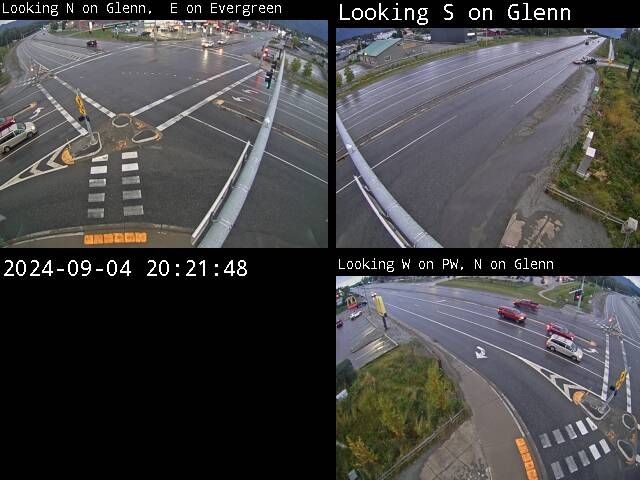 Looking N on Glenn,  E on Evergreen
Looking S on Glenn
2024-09-04 20:21:48
Looking W on PW, N on Glenn